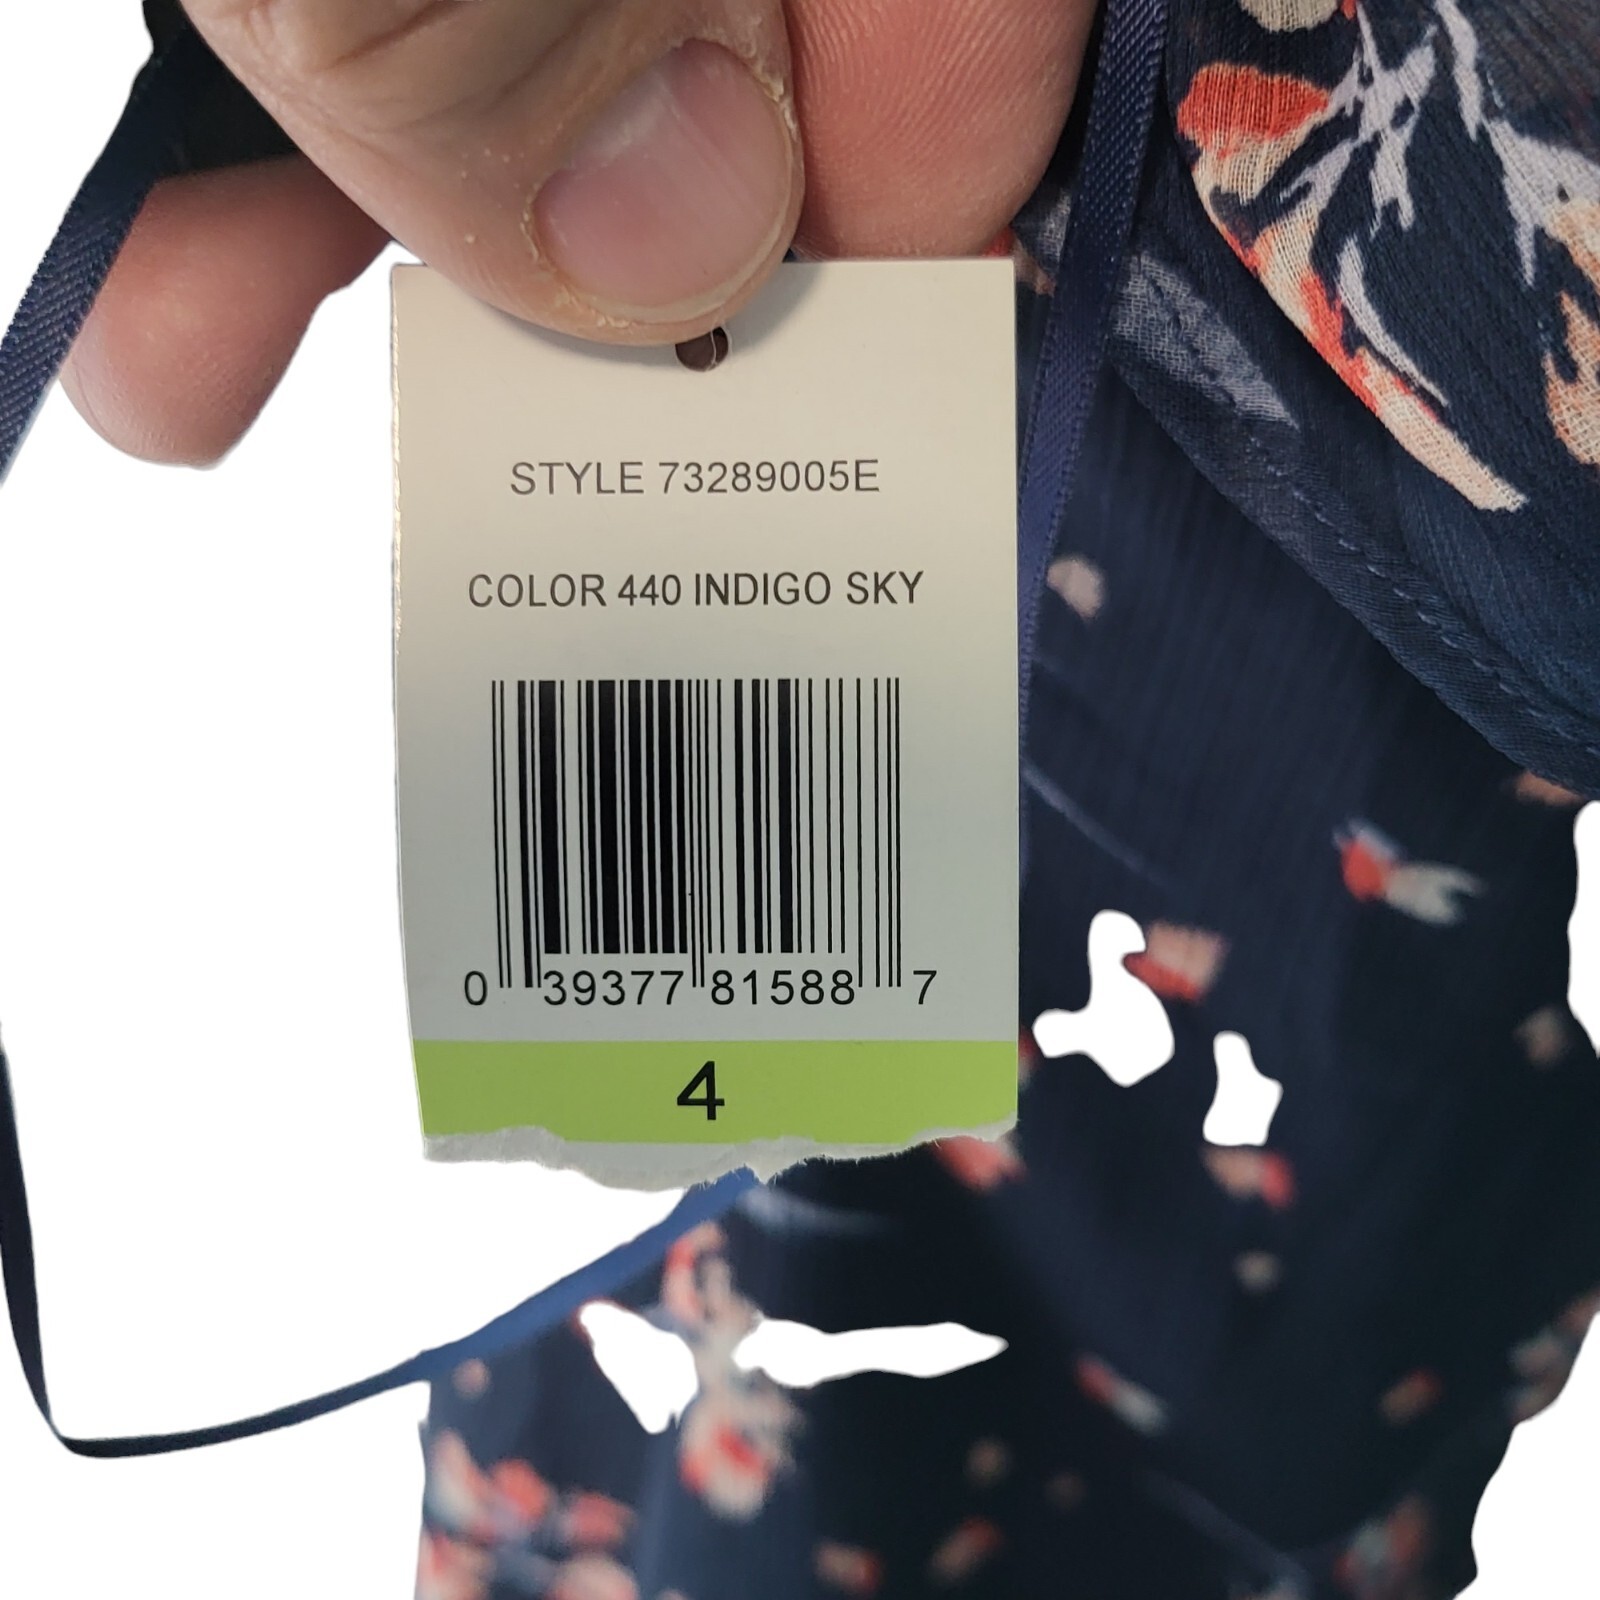 STYLE 73289005E
COLOR 440 INDIGO SKY
0 39377 81588 7
4